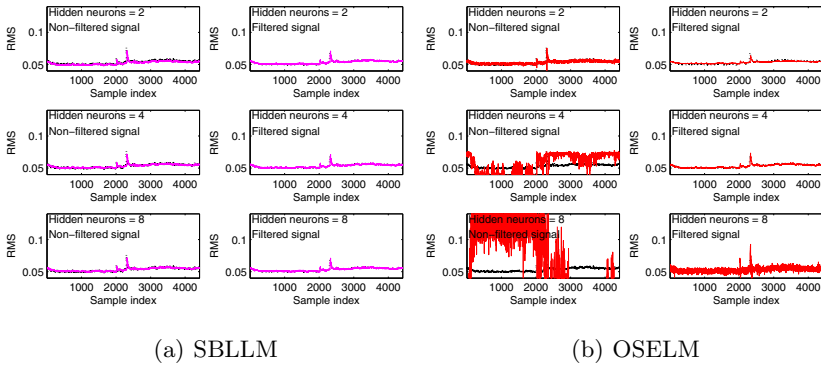 Hidden neurons = 2
Non−filtered signal
RMS
0.1
0.05
1000 2000 3000 4000
Sample index
Hidden neurons = 2
Filtered signal
RMS
0.1
0.05
1000 2000 3000 4000
Sample index
Hidden neurons = 4
Non−filtered signal
RMS
0.1
0.05
1000 2000 3000 4000
Sample index
Hidden neurons = 4
Filtered signal
RMS
0.1
0.05
1000 2000 3000 4000
Sample index
Hidden neurons = 8
Non−filtered signal
RMS
0.1
0.05
1000 2000 3000 4000
Sample index
Hidden neurons = 8
Filtered signal
RMS
0.1
0.05
1000 2000 3000 4000
Sample index
(a) SBLLM
Hidden neurons = 2
Non−filtered signal
RMS
0.1
0.05
1000 2000 3000 4000
Sample index
Hidden neurons = 2
Filtered signal
RMS
0.1
0.05
1000 2000 3000 4000
Sample index
Hidden neurons = 4
Non−filtered signal
RMS
0.1
0.05
1000 2000 3000 4000
Sample index
Hidden neurons = 4
Filtered signal
RMS
0.1
0.05
1000 2000 3000 4000
Sample index
Hidden neurons = 8
Non−filtered signal
RMS
0.1
0.05
1000 2000 3000 4000
Sample index
Hidden neurons = 8
Filtered signal
RMS
0.1
0.05
1000 2000 3000 4000
Sample index
(b) OSELM